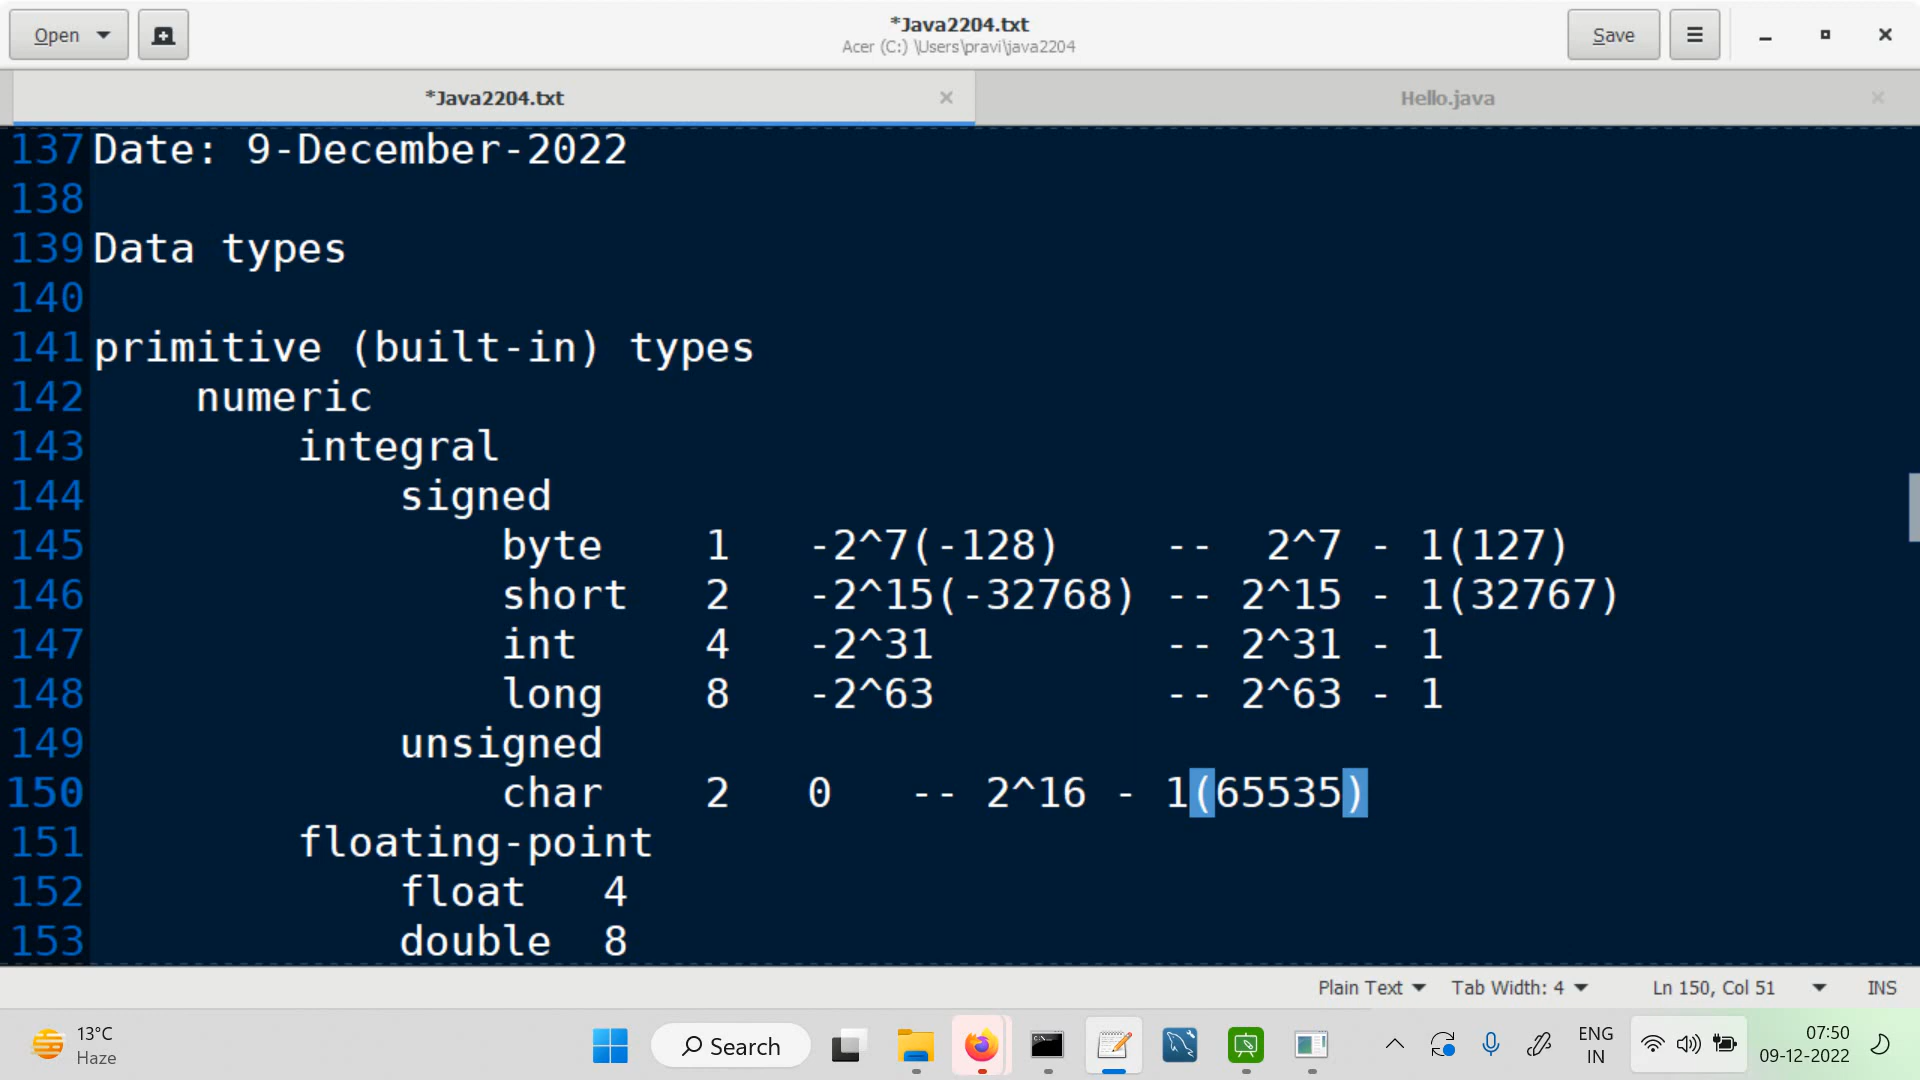 Open
*Java2204.txt
Acer (C:) \Users\pravi\java2204
Save
*Java2204.txt
Hello.java
137 Date: 9-December-2022
138
139 Data types
140
141 primitive (built-in) types
142 numeric
143 integral
144 signed
145 byte 1 -2^7(-128) -- 2^7 - 1(127)
146 short 2 -2^15(-32768) -- 2^15 - 1(32767)
147 int 4 -2^31 -- 2^31 - 1
148 long 8 -2^63 -- 2^63 - 1
149 unsigned
150 char 2 0 -- 2^16 - 1(65535)
151 floating-point
152 float 4
153 double 8
Plain Text Tab Width: 4 Ln 150, Col 51 INS
13°C
Haze
Search
ENG
IN
07:50
09-12-2022